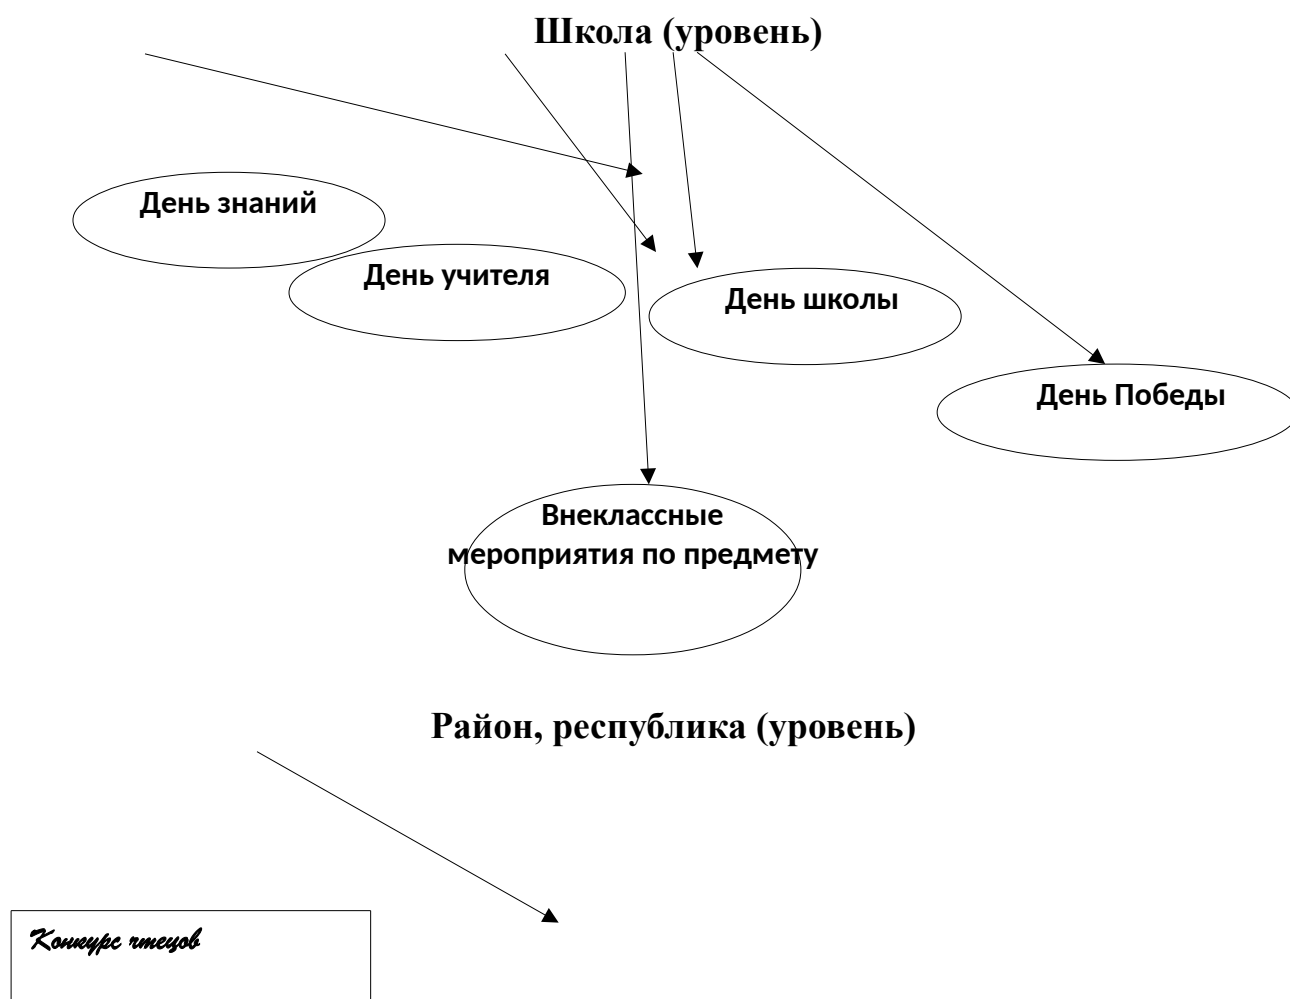 Школа (уровень)
День знаний
День учителя
День школы
День Победы
Внеклассные
мероприятия по предмету
Район, республика (уровень)
Конкурс чтецов